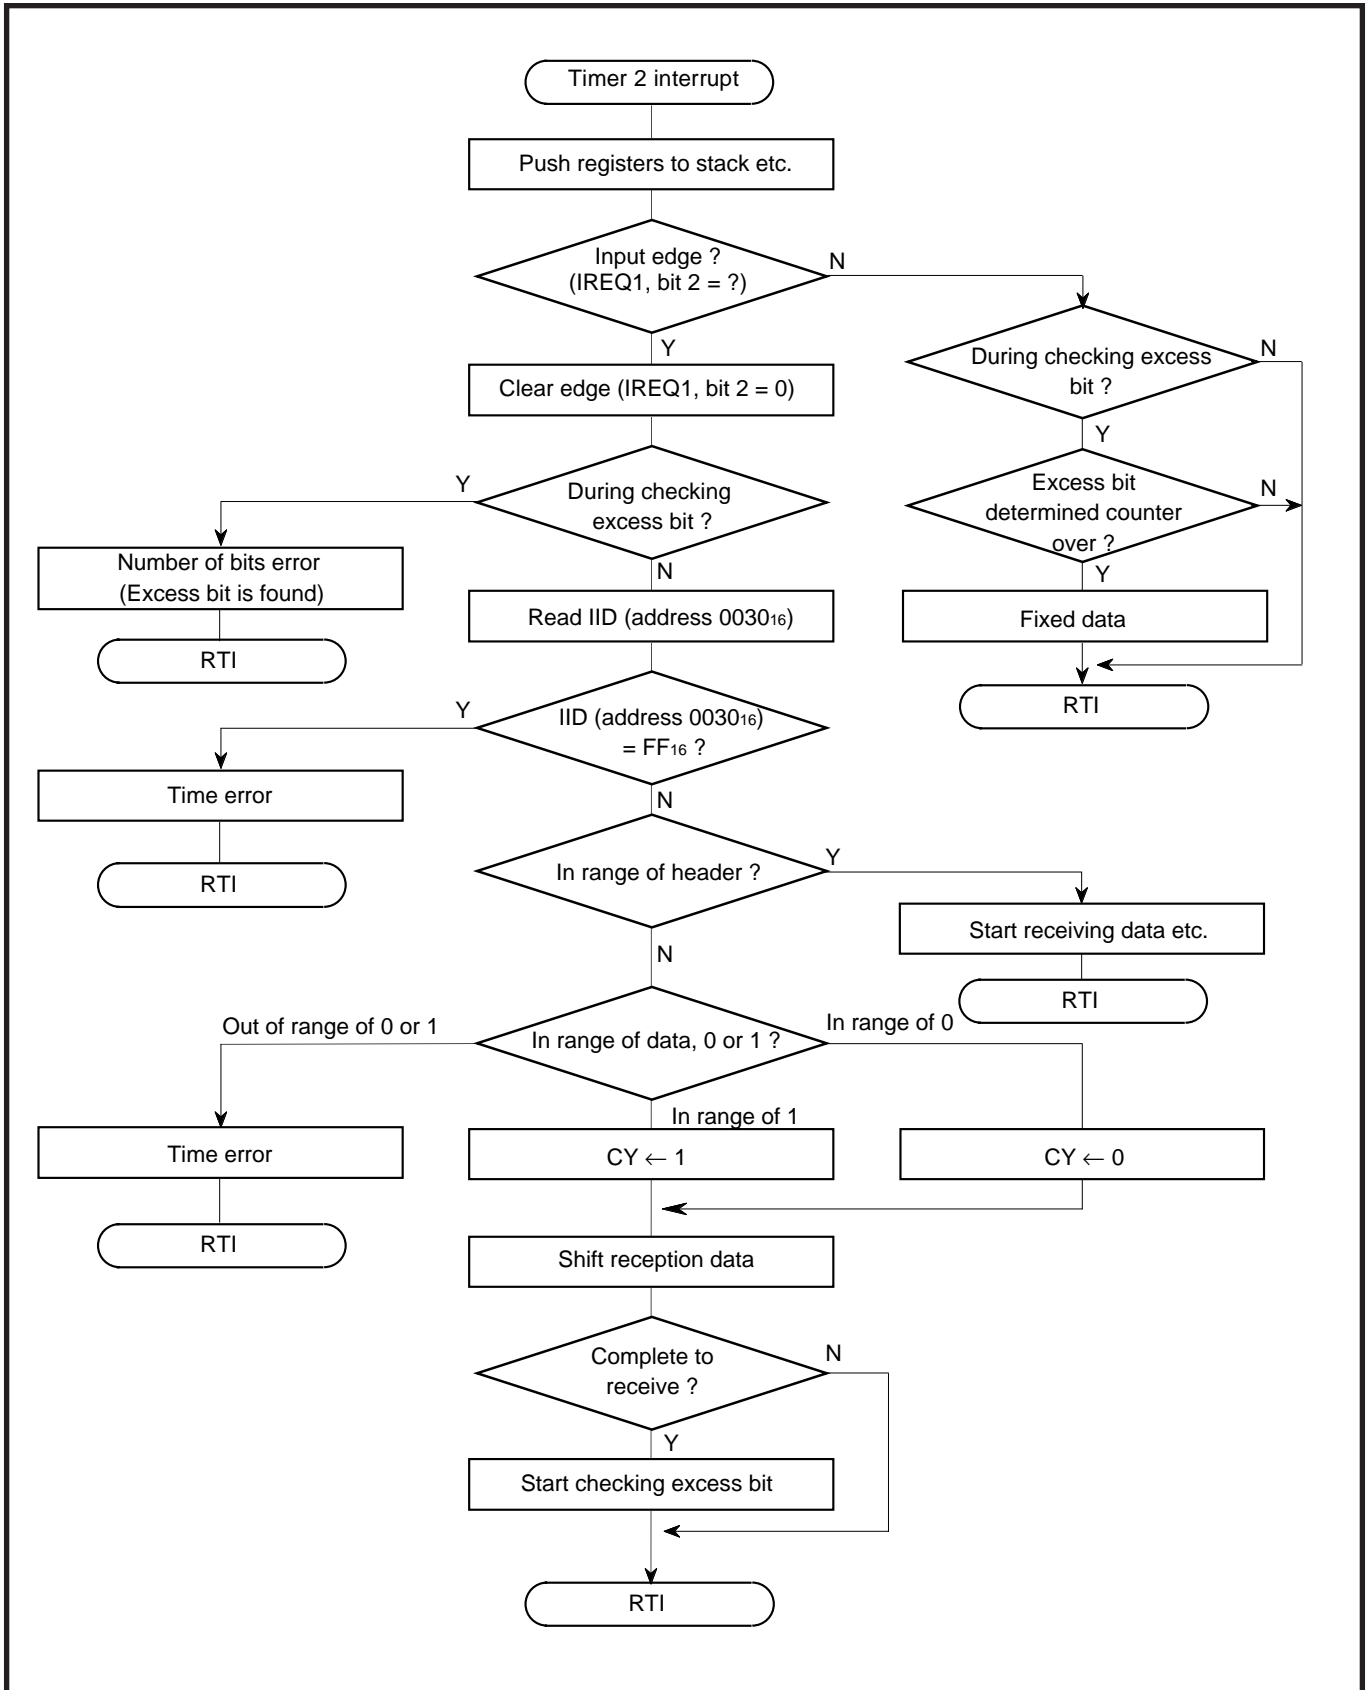 Timer 2 interrupt
Push registers to stack etc.
Input edge ?
(IREQ1, bit 2 = ?)
N
Y
During checking excess
bit ?
N
Y
Clear edge (IREQ1, bit 2 = 0)
During checking
excess bit ?
Y
N
Excess bit
determined counter
over ?
N
Y
Number of bits error
(Excess bit is found)
RTI
Read IID (address 0030₁₆)
Fixed data
RTI
IID (address 0030₁₆)
= FF₁₆ ?
Y
N
Time error
RTI
In range of header ?
Y
N
Start receiving data etc.
RTI
In range of data, 0 or 1 ?
Out of range of 0 or 1
In range of 0
In range of 1
Time error
RTI
CY ← 1
CY ← 0
Shift reception data
Complete to
receive ?
N
Y
Start checking excess bit
RTI